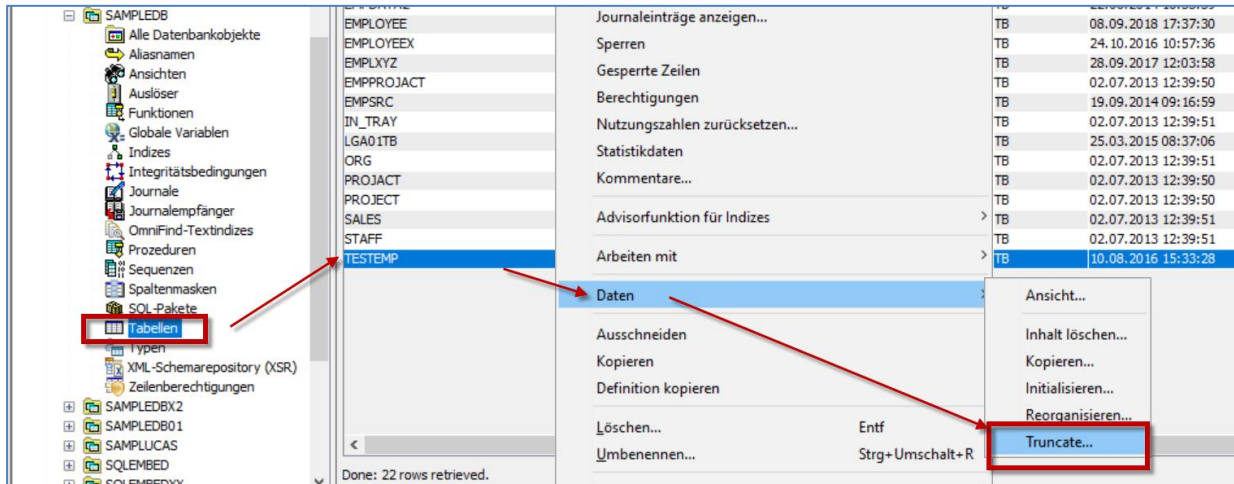 SAMPLEDB
Alle Datenbankobjekte
Aliasnamen
Ansichten
Auslöser
Funktionen
Globale Variablen
Indizes
Integritätsbedingungen
Journale
Journalempfänger
OmniFind-Textindizes
Prozeduren
Sequenzen
Spaltenmasken
SQL-Pakete
Tabellen
Typen
XML-Schemarepository (XSR)
Zeilenberechtigungen
SAMPLEDBX2
SAMPLEDB01
SAMPLUCAS
SQLEMBED
EMPLOYEE
EMPLOYEEX
EMPLXYZ
EMPPROJACT
EMPSRC
IN_TRAY
LGA01TB
ORG
PROJACT
PROJECT
SALES
STAFF
TESTEMP
Done: 22 rows retrieved.
Journaleinträge anzeigen...
Sperren
Gesperrte Zeilen
Berechtigungen
Nutzungszahlen zurücksetzen...
Statistikdaten
Kommentare...
Advisorfunktion für Indizes
Arbeiten mit
Daten
Ausschneiden
Kopieren
Definition kopieren
Löschen... Entf
Umbenennen... Strg+Umschalt+R
TB 08.09.2018 17:37:30
TB 24.10.2016 10:57:36
TB 28.09.2017 12:03:58
TB 02.07.2013 12:39:50
TB 19.09.2014 09:16:59
TB 02.07.2013 12:39:51
TB 25.03.2015 08:37:06
TB 02.07.2013 12:39:51
TB 02.07.2013 12:39:50
TB 02.07.2013 12:39:50
TB 02.07.2013 12:39:51
TB 02.07.2013 12:39:51
TB 10.08.2016 15:33:28
Ansicht...
Inhalt löschen...
Kopieren...
Initialisieren...
Reorganisieren...
Truncate...